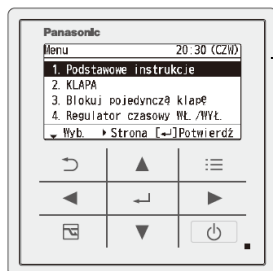 Panasonic
Menu 20:30 (CZW)
1. Podstawowe instrukcje
2. KLAPA
3. Blokuj pojedynczą klapę
4. Regulator czasowy WŁ./WYŁ.
Wyb. Strona [↵]Potwierdź